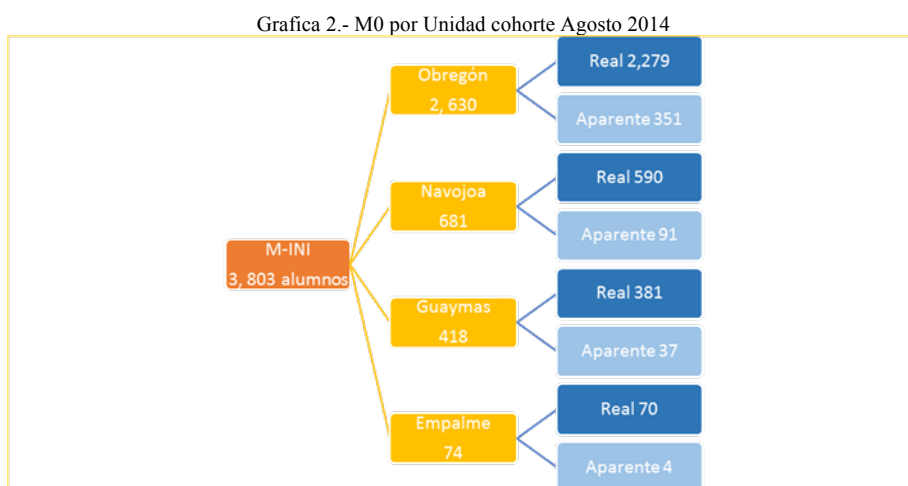 Grafica 2.- M0 por Unidad cohorte Agosto 2014
M-INI
3, 803 alumnos
Obregón
2, 630
Real 2,279
Aparente 351
Navojoa
681
Real 590
Aparente 91
Guaymas
418
Real 381
Aparente 37
Empalme
74
Real 70
Aparente 4